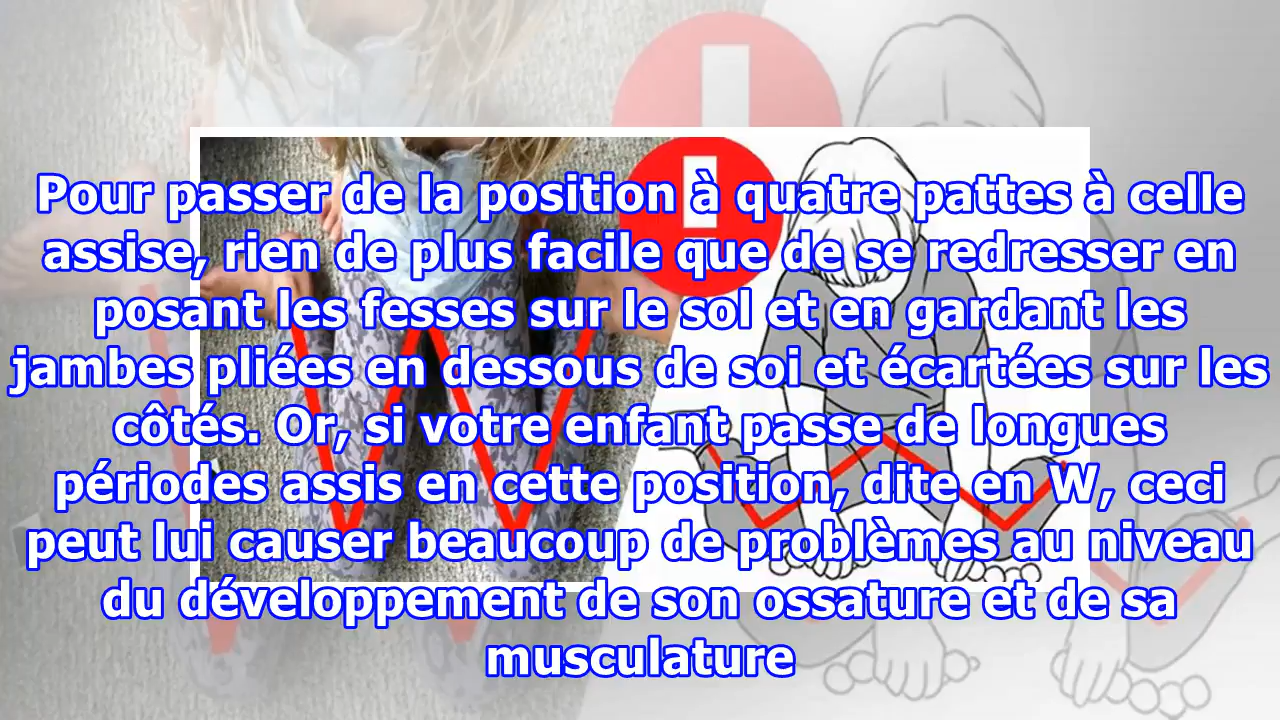 Pour passer de la position à quatre pattes à celle
assise, rien de plus facile que de se redresser en
posant les fesses sur le sol et en gardant les
jambes pliées en dessous de soi et écartées sur les
côtés. Or, si votre enfant passe de longues
périodes assis en cette position, dite en W, ceci
peut lui causer beaucoup de problèmes au niveau
du développement de son ossature et de sa
musculature